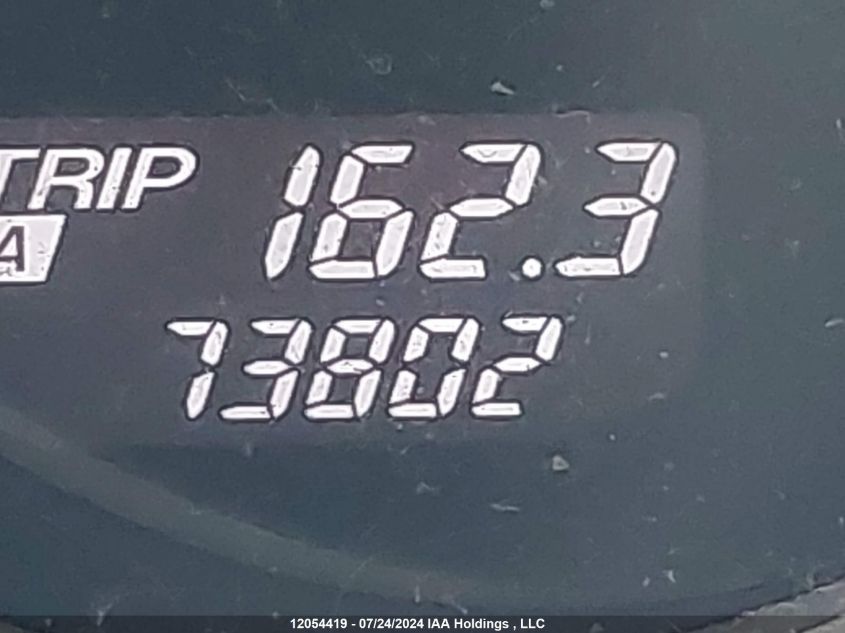 TRIP 162.3
A
73802
12054419 - 07/24/2024 IAA Holdings , LLC